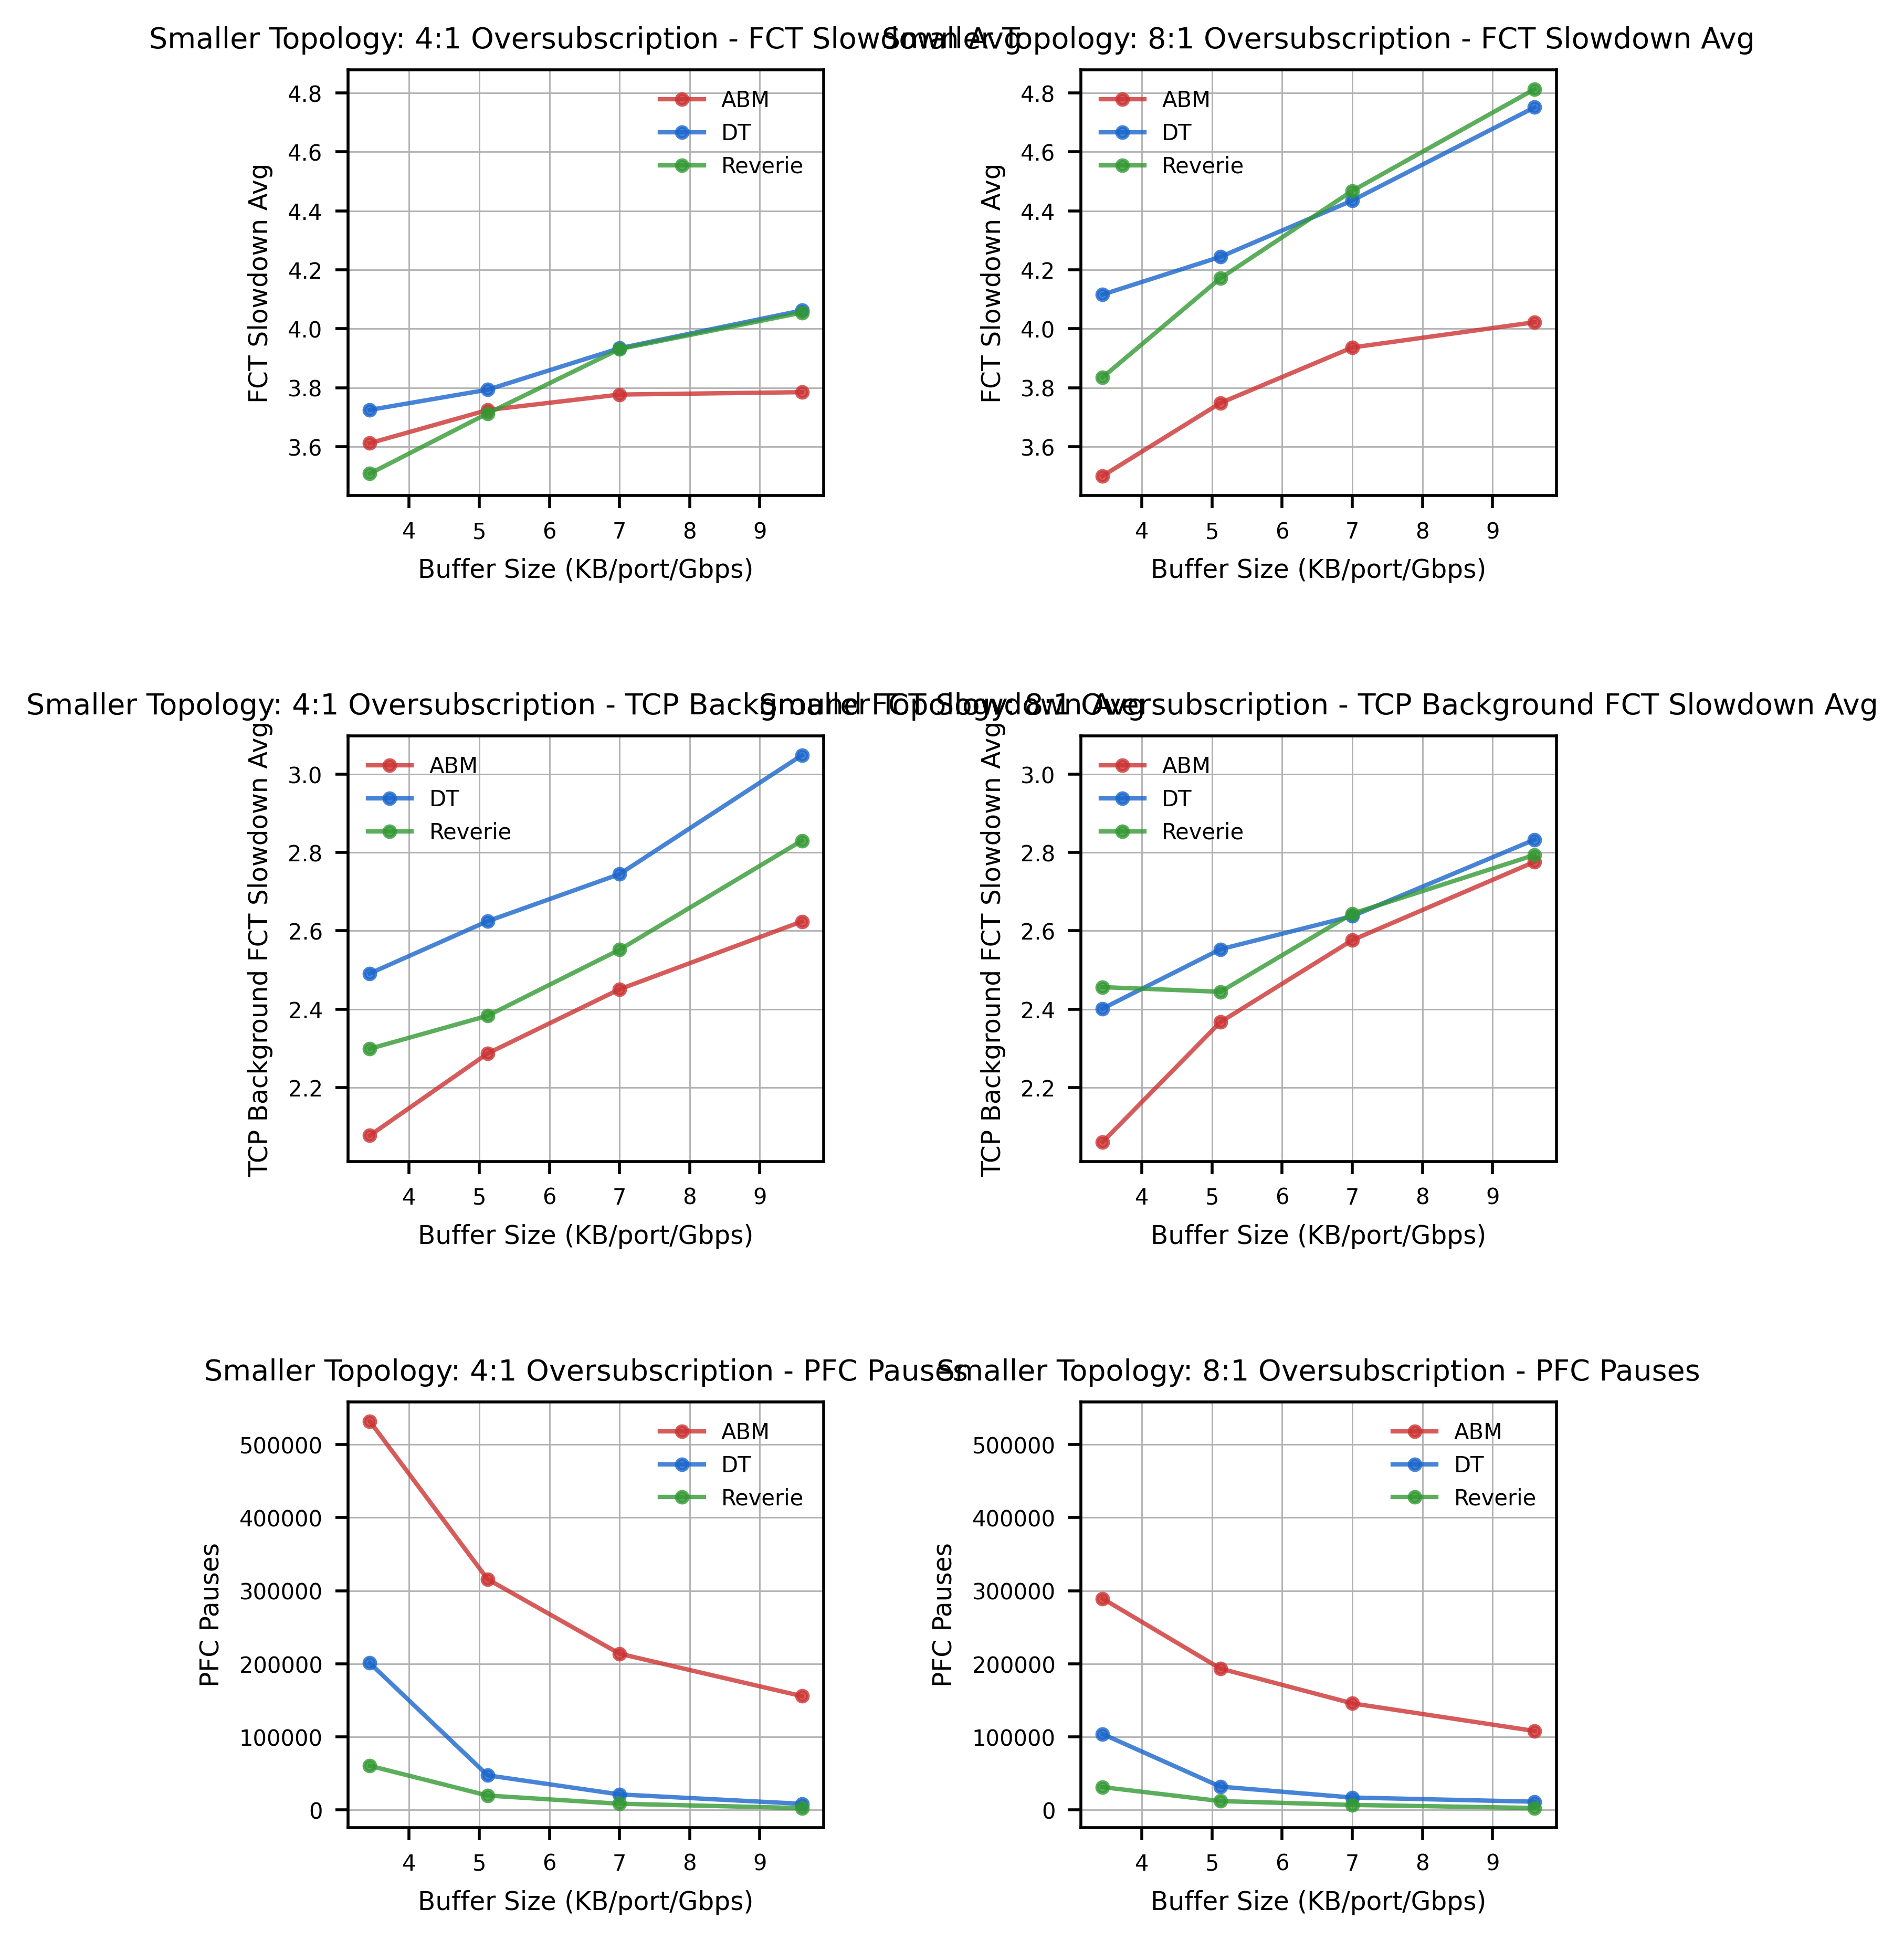 Smaller Topology: 4:1 Oversubscription - FCT Slowdown Avg
Smaller Topology: 8:1 Oversubscription - FCT Slowdown Avg
4.8
4.6
4.4
4.2
4.0
3.8
3.6
FCT Slowdown Avg
ABM
DT
Reverie
4 5 6 7 8 9
Buffer Size (KB/port/Gbps)
4.8
4.6
4.4
4.2
4.0
3.8
3.6
FCT Slowdown Avg
ABM
DT
Reverie
4 5 6 7 8 9
Buffer Size (KB/port/Gbps)
Smaller Topology: 4:1 Oversubscription - TCP Background FCT Slowdown Avg
Smaller Topology: 8:1 Oversubscription - TCP Background FCT Slowdown Avg
3.0
2.8
2.6
2.4
2.2
TCP Background FCT Slowdown Avg
ABM
DT
Reverie
4 5 6 7 8 9
Buffer Size (KB/port/Gbps)
3.0
2.8
2.6
2.4
2.2
TCP Background FCT Slowdown Avg
ABM
DT
Reverie
4 5 6 7 8 9
Buffer Size (KB/port/Gbps)
Smaller Topology: 4:1 Oversubscription - PFC Pauses
Smaller Topology: 8:1 Oversubscription - PFC Pauses
500000
400000
300000
200000
100000
0
PFC Pauses
ABM
DT
Reverie
4 5 6 7 8 9
Buffer Size (KB/port/Gbps)
500000
400000
300000
200000
100000
0
PFC Pauses
ABM
DT
Reverie
4 5 6 7 8 9
Buffer Size (KB/port/Gbps)